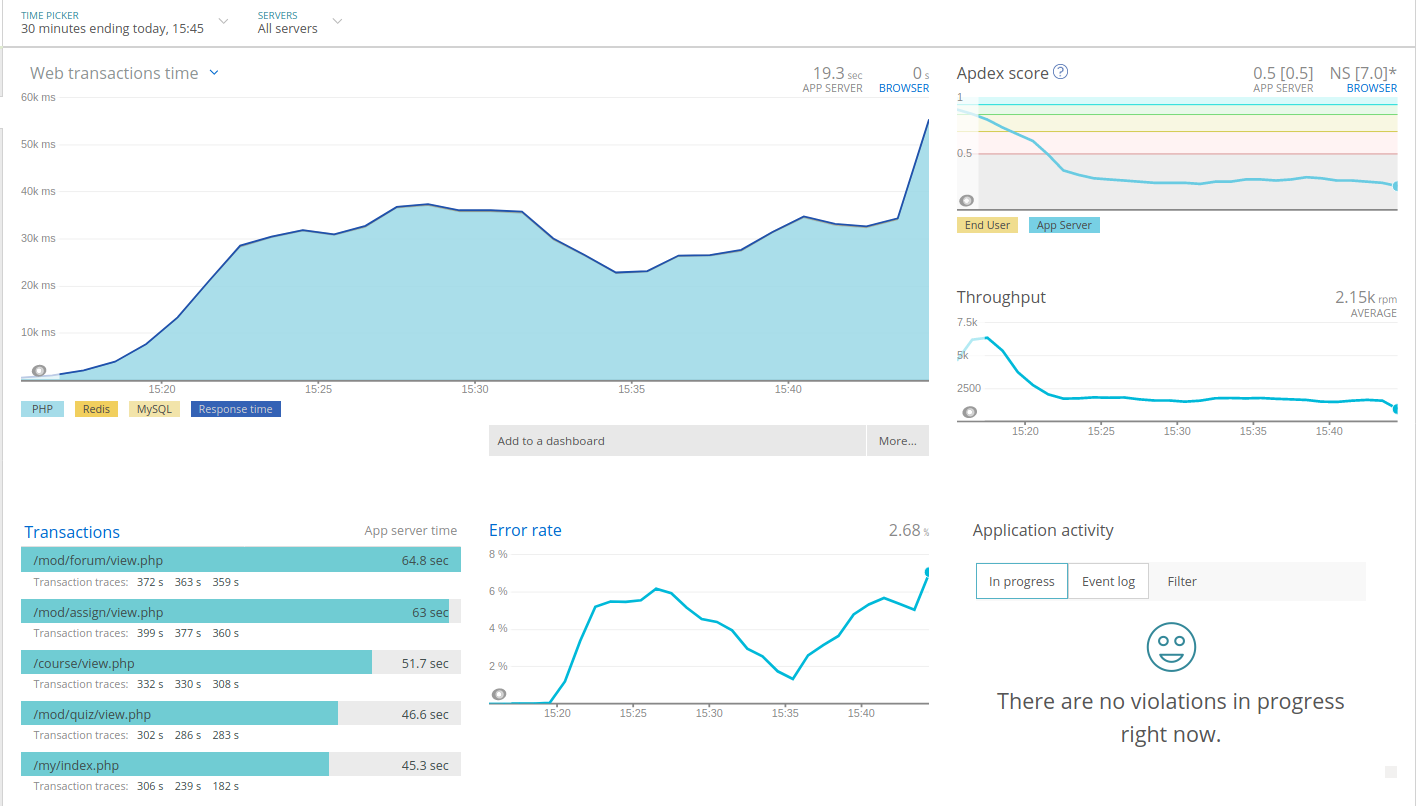 TIME PICKER
30 minutes ending today, 15:45
SERVERS
All servers
Web transactions time
19.3 sec
APP SERVER
0 s
BROWSER
60k ms
50k ms
40k ms
30k ms
20k ms
10k ms
15:20
15:25
15:30
15:35
15:40
PHP
Redis
MySQL
Response time
Add to a dashboard
More...
Apdex score ?
0.5 [0.5]
APP SERVER
NS [7.0]*
BROWSER
1
0.5
End User
App Server
Throughput
2.15k rpm
AVERAGE
7.5k
5k
2500
15:20
15:25
15:30
15:35
15:40
Transactions
App server time
/mod/forum/view.php 64.8 sec
Transaction traces: 372 s 363 s 359 s
/mod/assign/view.php 63 sec
Transaction traces: 399 s 377 s 360 s
/course/view.php 51.7 sec
Transaction traces: 332 s 330 s 308 s
/mod/quiz/view.php 46.6 sec
Transaction traces: 302 s 286 s 283 s
/my/index.php 45.3 sec
Transaction traces: 306 s 239 s 182 s
Error rate
2.68 %
8 %
6 %
4 %
2 %
15:20
15:25
15:30
15:35
15:40
Application activity
In progress
Event log
Filter
There are no violations in progress
right now.